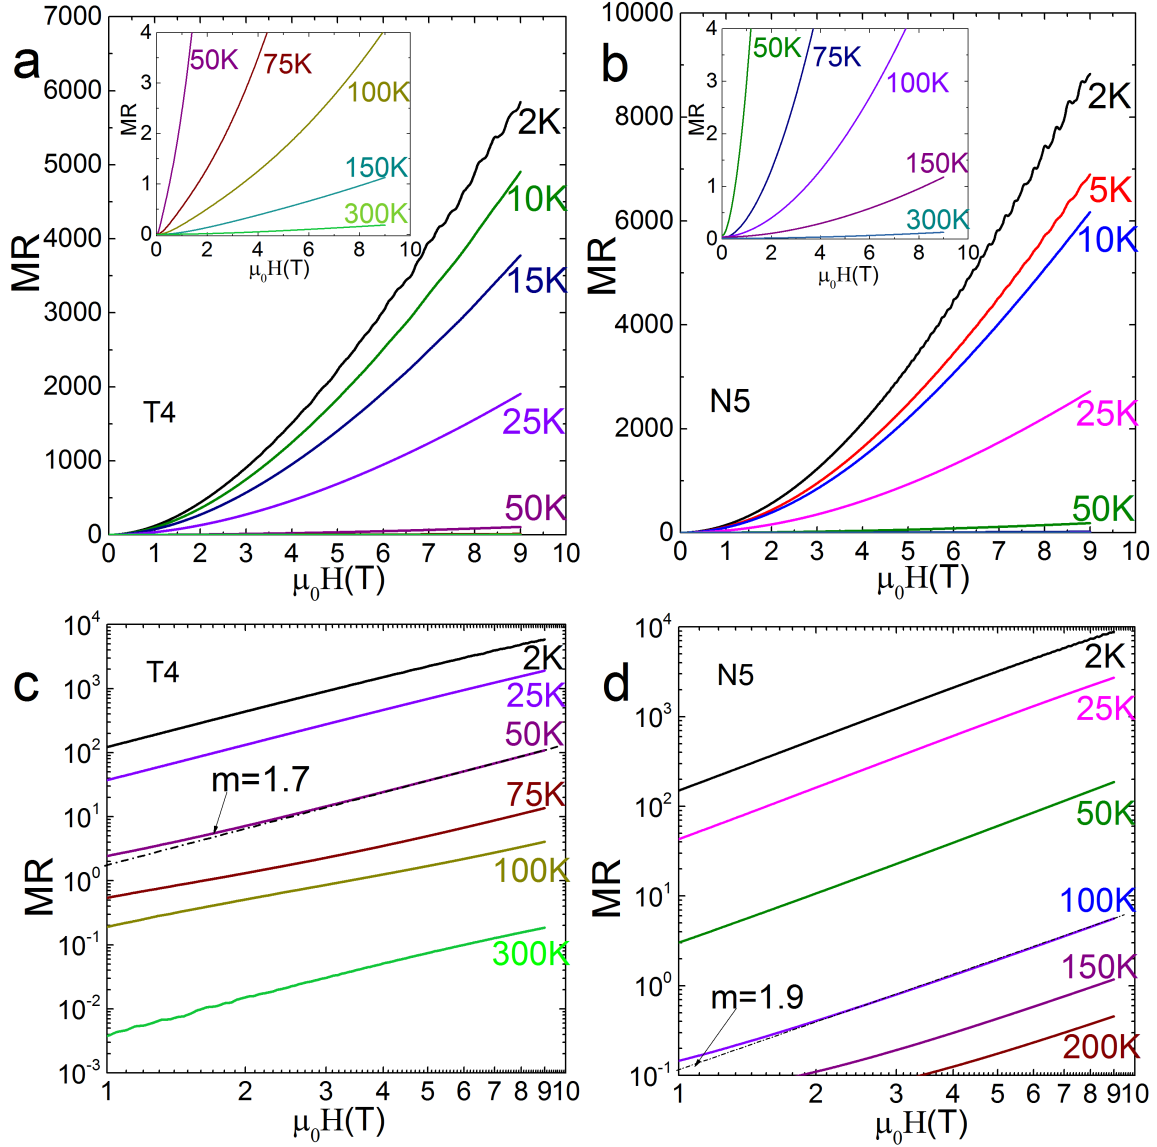 a
7000
6000
5000
4000
3000
2000
1000
0
MR
0 1 2 3 4 5 6 7 8 9 10
μ0H(T)
T4
2K
10K
15K
25K
50K
4
3
2
1
0
MR
0 2 4 6 8 10
μ0H(T)
50K
75K
100K
150K
300K
b
10000
8000
6000
4000
2000
0
MR
0 1 2 3 4 5 6 7 8 9 10
μ0H(T)
N5
2K
5K
10K
25K
50K
4
3
2
1
0
MR
0 2 4 6 8 10
μ0H(T)
50K
75K
100K
150K
300K
c
10^4
10^3
10^2
10^1
10^0
10^-1
10^-2
10^-3
MR
1 2 3 4 5 6 7 8 910
μ0H(T)
T4
m=1.7
2K
25K
50K
75K
100K
300K
d
10^4
10^3
10^2
10^1
10^0
10^-1
MR
1 2 3 4 5 6 7 8 910
μ0H(T)
N5
m=1.9
2K
25K
50K
100K
150K
200K